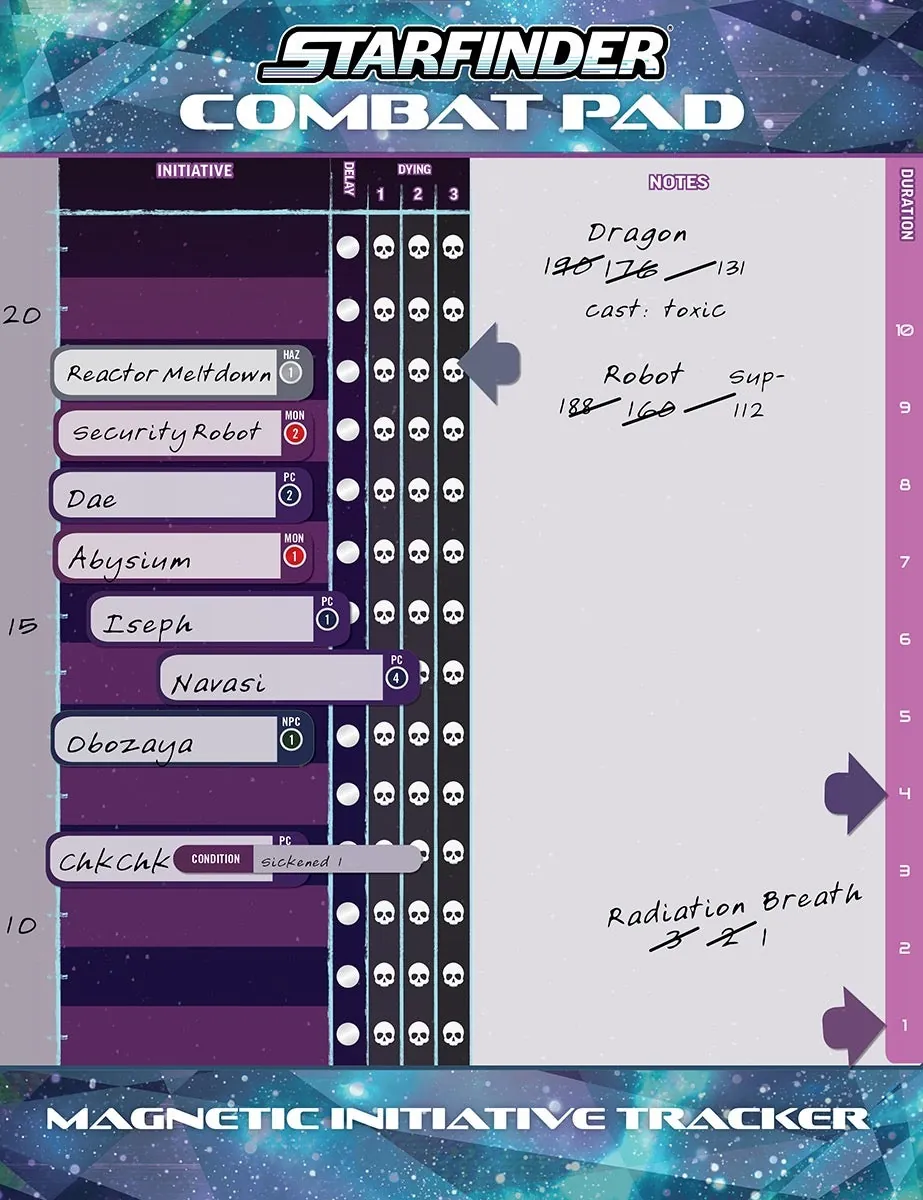 STARFINDER
COMBAT PAD
INITIATIVE DELAY DYING
1 2 3
NOTES
DURATION
Dragon
190 176 131
cast: toxic
20
10
Reactor Meltdown HAZ 1
Robot Sup-
188 160 112
9
Security Robot MON 2
Dae PC 2
8
Abysium MON 1
7
15
Iseph PC 1
6
Navasi PC 4
5
Obozaya NPC 1
4
ChkChk PC
CONDITION Sickened 1
3
10
Radiation Breath
3 2 1
2
1
MAGNETIC INITIATIVE TRACKER